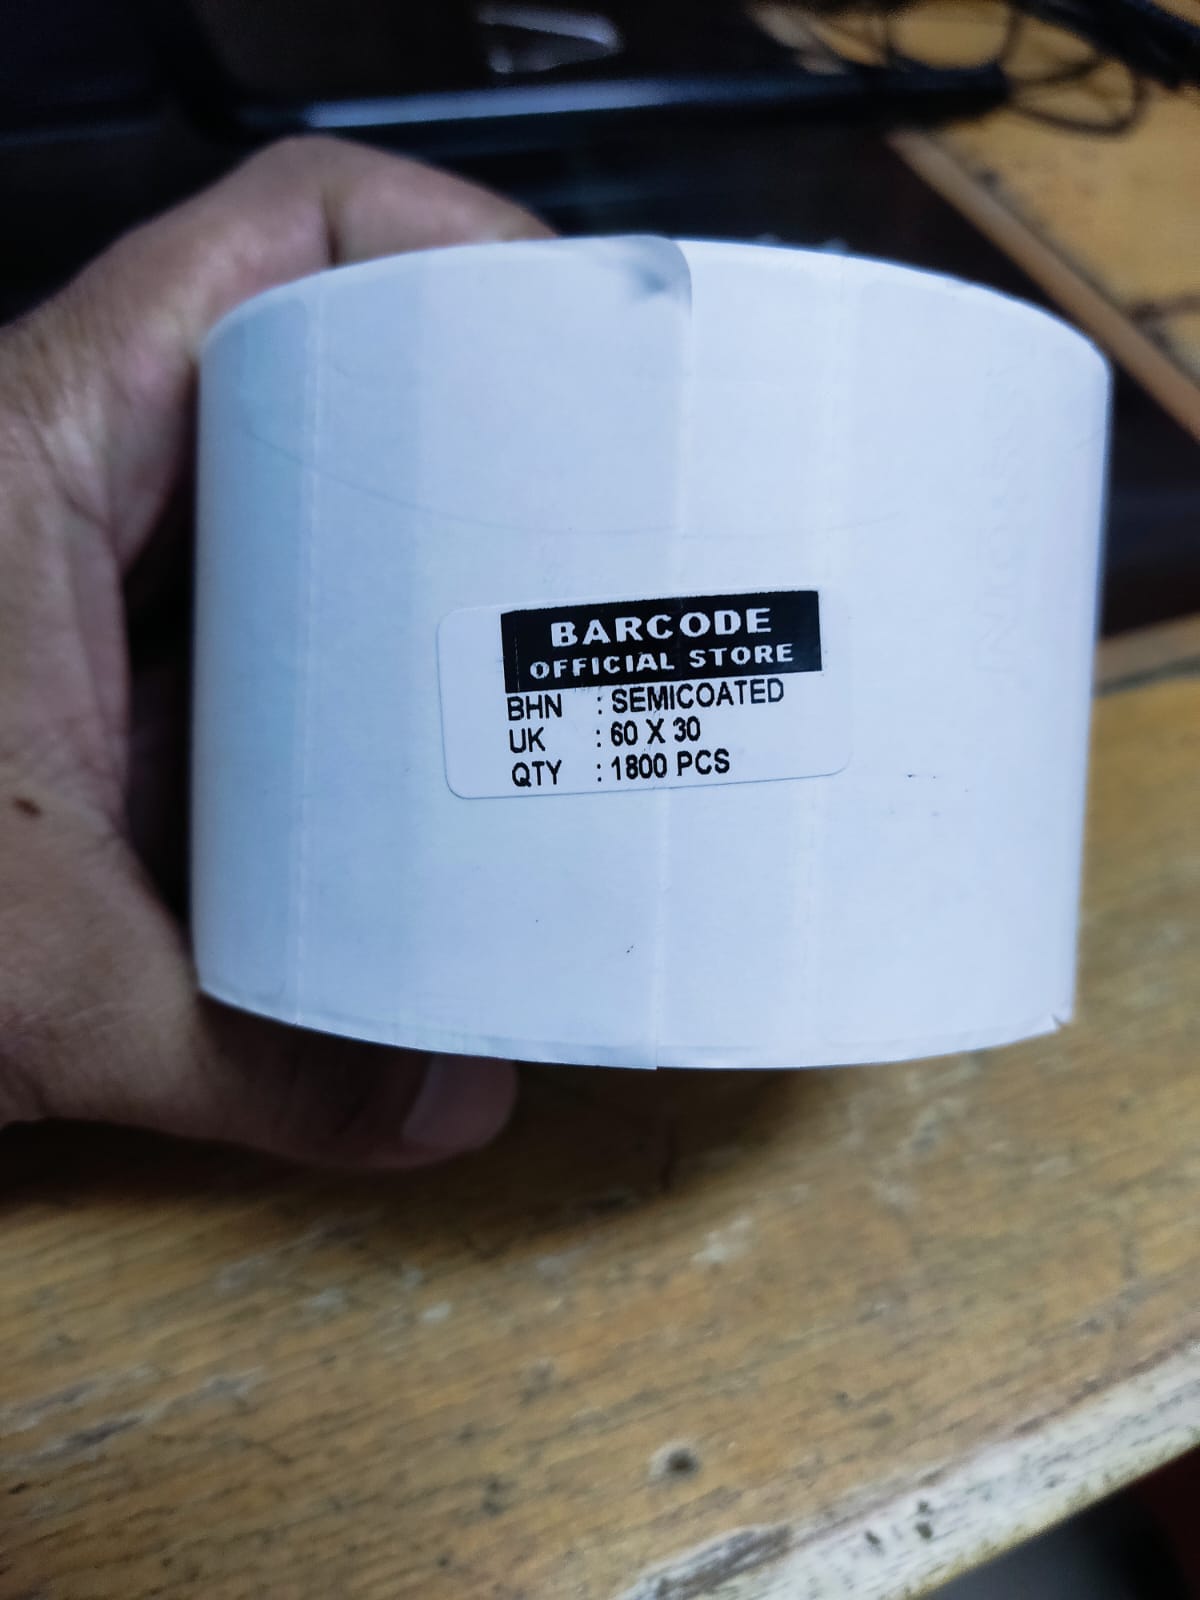 BARCODE
OFFICIAL STORE
BHN : SEMICOATED
UK : 60 X 30
QTY : 1800 PCS